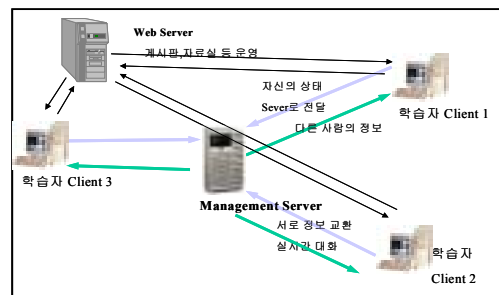 Web Server
게시판,자료실 등 운영
자신의 상태
Sever로 전달
학습자 Client 1
다른 사람의 정보
학습자 Client 3
Management Server
서로 정보 교환
실시간 대화
학습자
Client 2